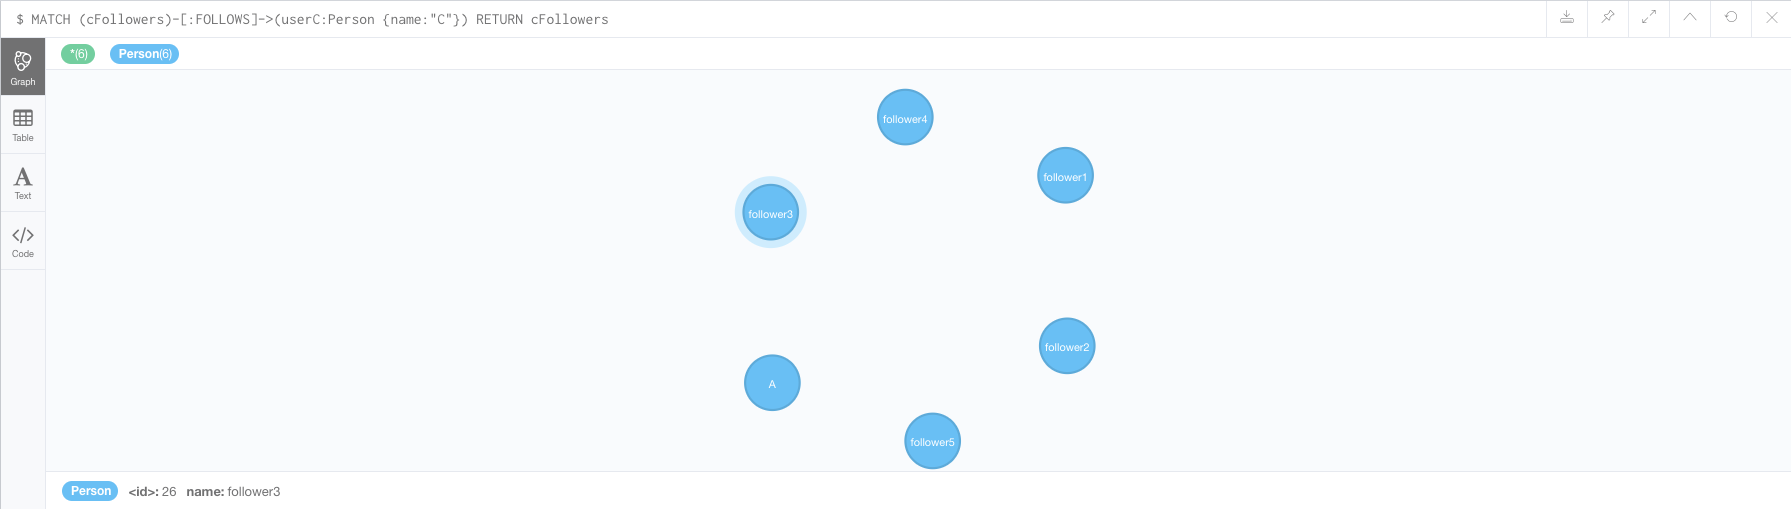 $ MATCH (cFollowers)-[:FOLLOWS]->(userC:Person {name:"C"}) RETURN cFollowers
*(6) Person(6)
Graph
Table
Text
Code
follower4
follower1
follower3
follower2
A
follower5
Person <id>: 26 name: follower3